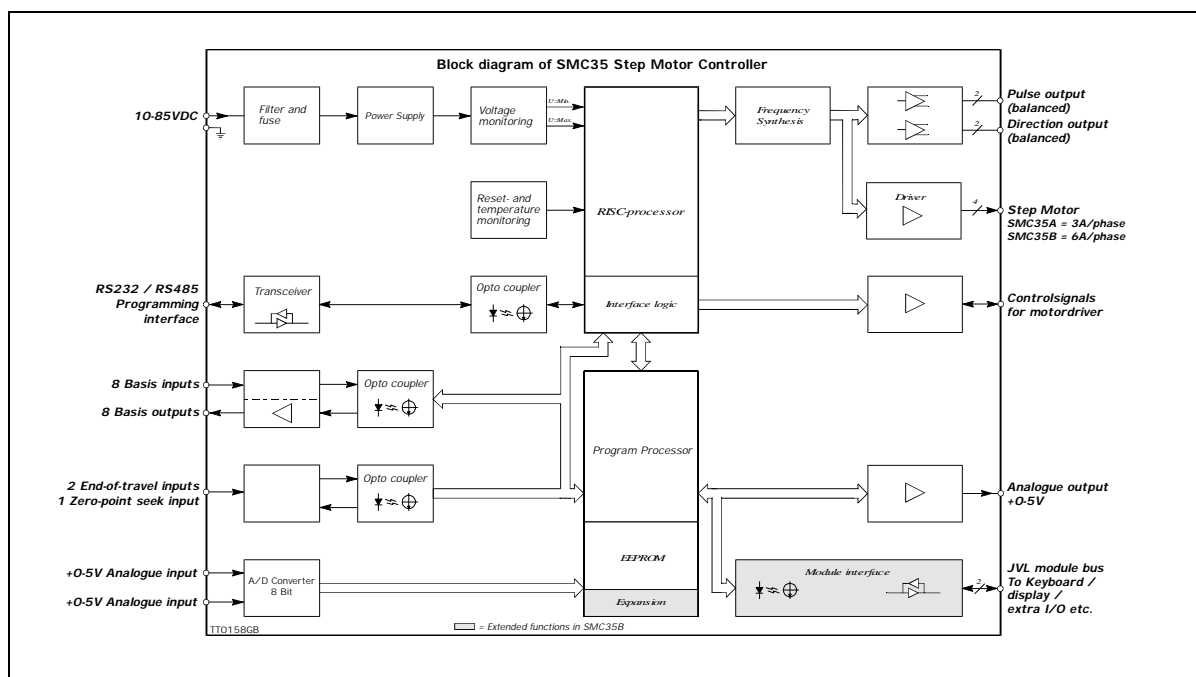 Block diagram of SMC35 Step Motor Controller
10-85VDC
Filter and
fuse
Power Supply
Voltage
monitoring
U=Min.
U=Max.
RISC-processor
Frequency
Synthesis
2
Pulse output
(balanced)
2
Direction output
(balanced)
Reset- and
temperature
monitoring
Driver
4
Step Motor
SMC35A = 3A/phase
SMC35B = 6A/phase
RS232 / RS485
Programming
interface
Transceiver
Opto coupler
Interface logic
Controlsignals
for motordriver
8 Basis inputs
8 Basis outputs
Opto coupler
Program Processor
2 End-of-travel inputs
1 Zero-point seek input
Opto coupler
Analogue output
+0-5V
+0-5V Analogue input
+0-5V Analogue input
A/D Converter
8 Bit
EEPROM
Expansion
Module interface
2
JVL module bus
To Keyboard /
display /
extra I/O etc.
TT0158GB
= Extended functions in SMC35B